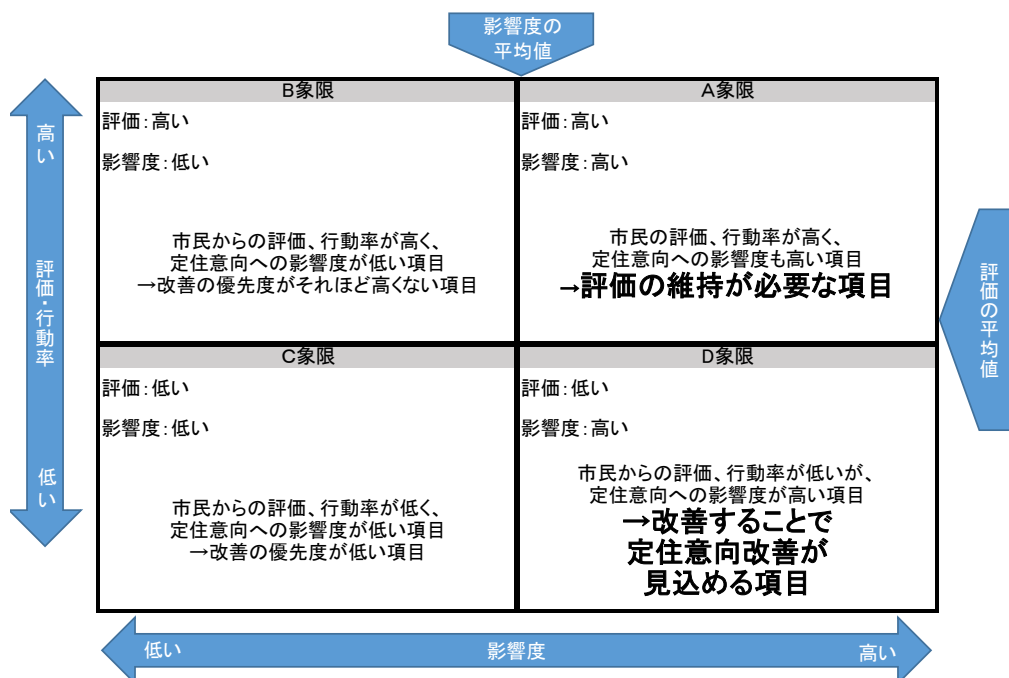 影響度の
平均値
B象限
評価:高い
影響度:低い
市民からの評価、行動率が高く、
定住意向への影響度が低い項目
→改善の優先度がそれほど高くない項目
A象限
評価:高い
影響度:高い
市民の評価、行動率が高く、
定住意向への影響度も高い項目
→評価の維持が必要な項目
C象限
評価:低い
影響度:低い
市民からの評価、行動率が低く、
定住意向への影響度が低い項目
→改善の優先度が低い項目
D象限
評価:低い
影響度:高い
市民からの評価、行動率が低いが、
定住意向への影響度が高い項目
→改善することで
定住意向改善が
見込める項目
高い
評価・行動率
低い
評価の平均値
低い
影響度
高い